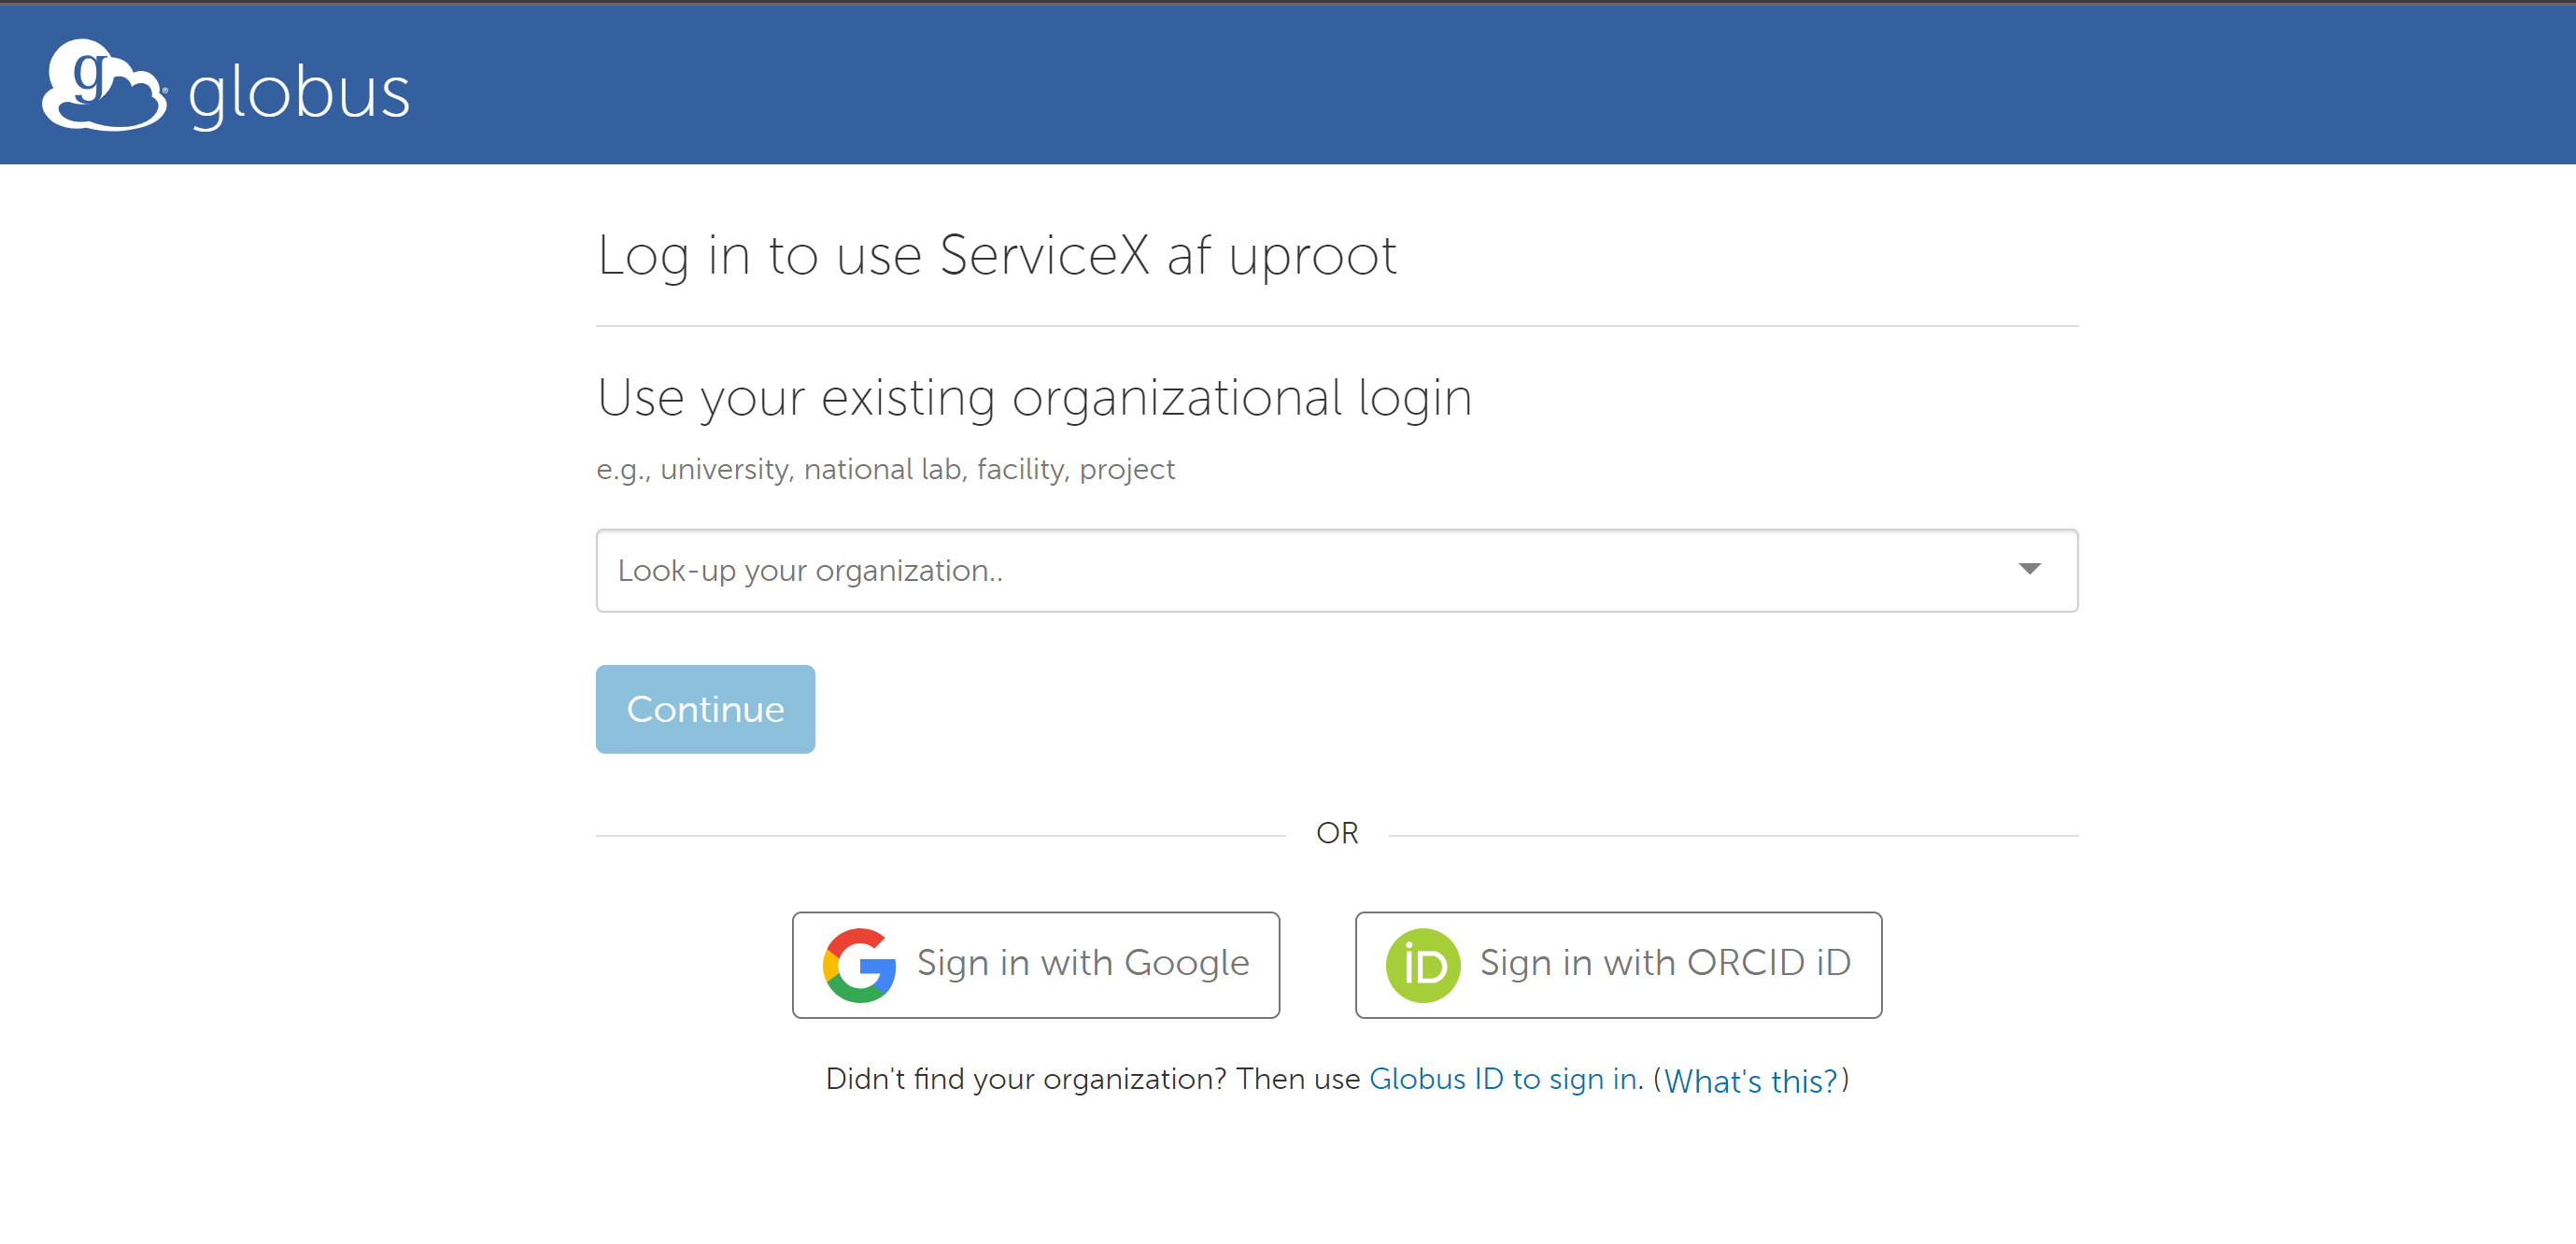 g globus
Log in to use ServiceX af uproot
Use your existing organizational login
e.g., university, national lab, facility, project
Look-up your organization..
Continue
OR
Sign in with Google
iD Sign in with ORCID iD
Didn't find your organization? Then use Globus ID to sign in. (What's this?)